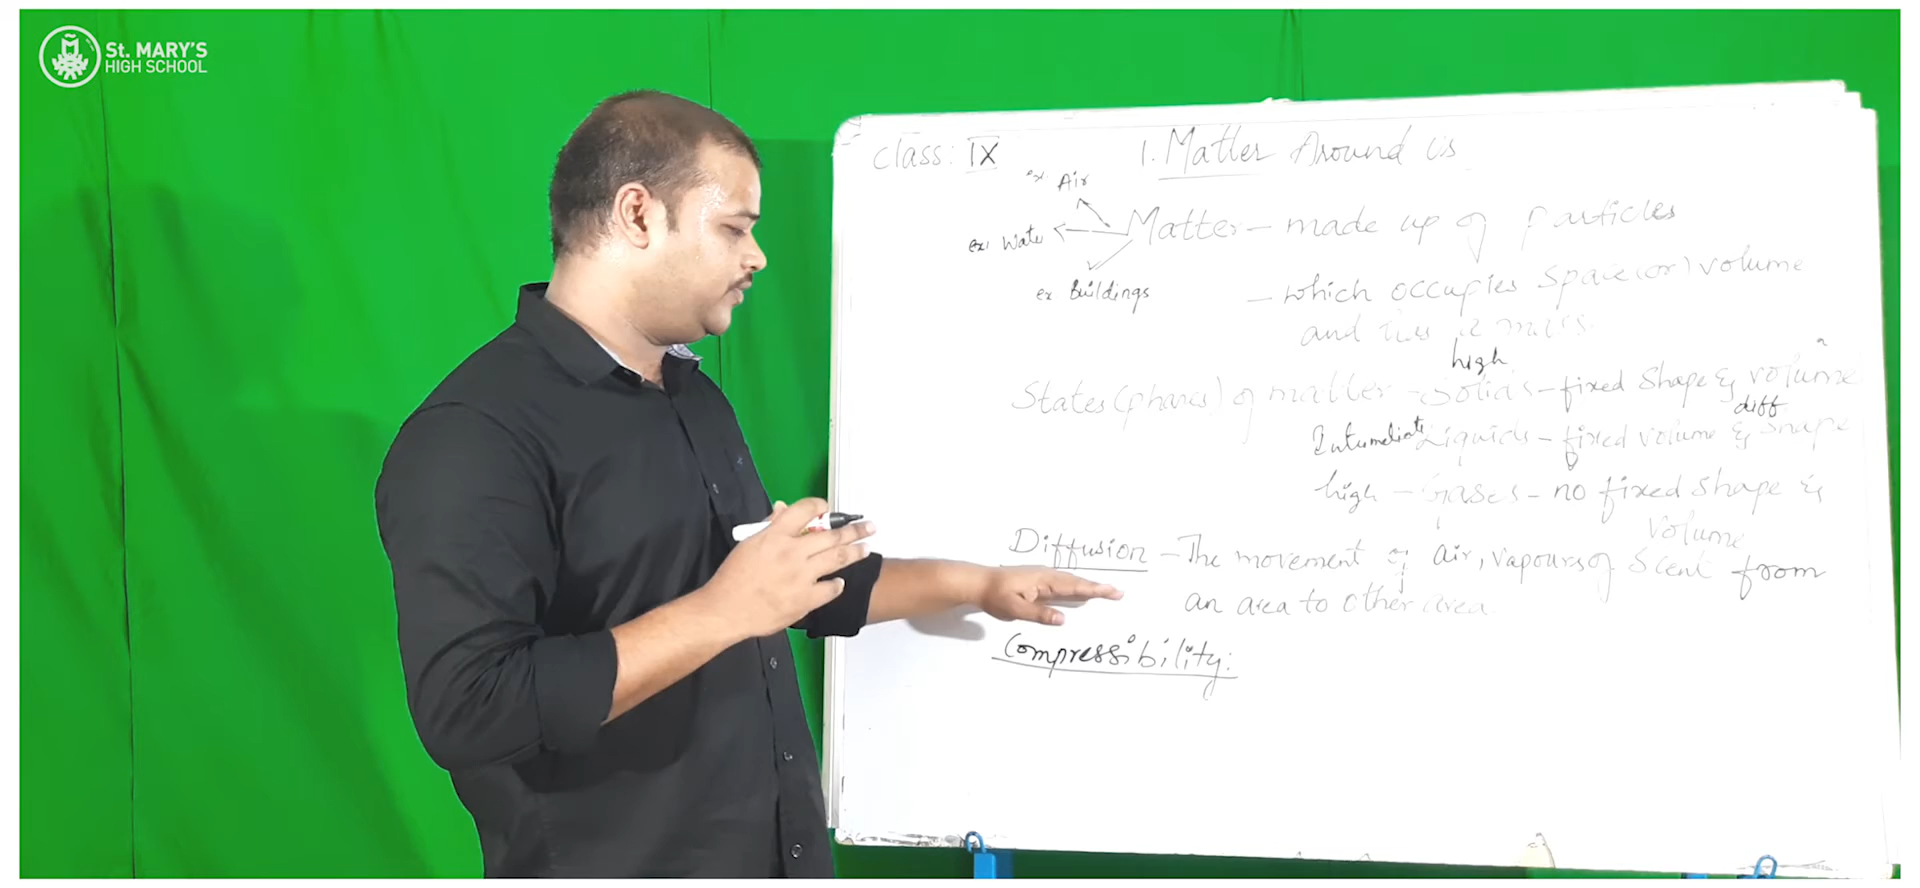 St. MARY'S
HIGH SCHOOL
Class: IX
1. Matter Around us
ex. Air
ex: Water
ex Buildings
Matter - made up of particles
- which occupies space (or) volume
and
high
States (phases) of matter - Solids - fixed shape & volume
diff
Liquids - fixed volume & shape
high - Gases - no fixed shape &
volume
Diffusion - The movement of air, vapours of scent from
an area to other area
Compressibility: